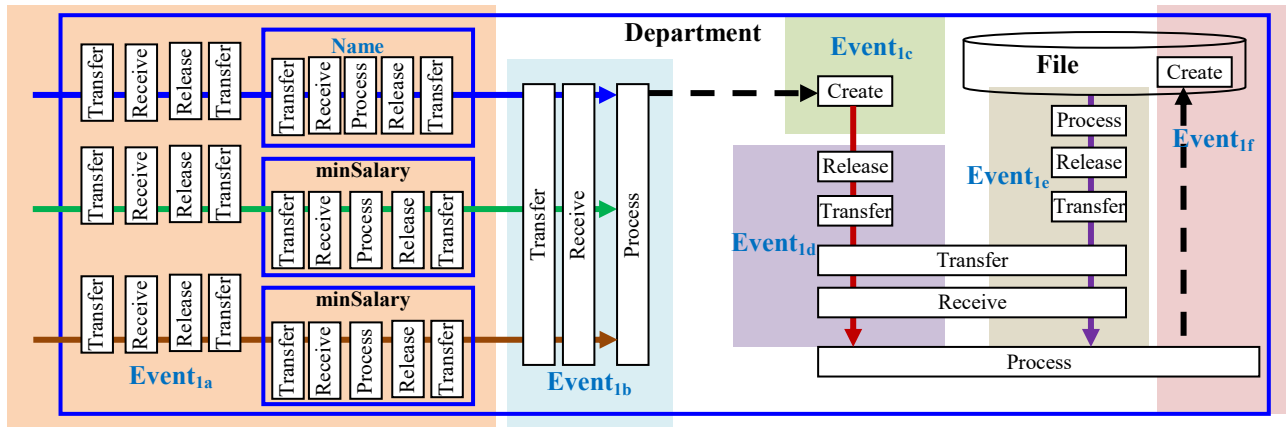 Department
Transfer
Receive
Release
Transfer
Name
Transfer
Receive
Process
Release
Transfer
Transfer
Receive
Release
Transfer
minSalary
Transfer
Receive
Process
Release
Transfer
Transfer
Receive
Release
Transfer
minSalary
Transfer
Receive
Process
Release
Transfer
Event1a
Transfer
Receive
Process
Event1b
Event1c
Create
Release
Transfer
Event1d
File
Create
Process
Release
Transfer
Event1e
Event1f
Transfer
Receive
Process